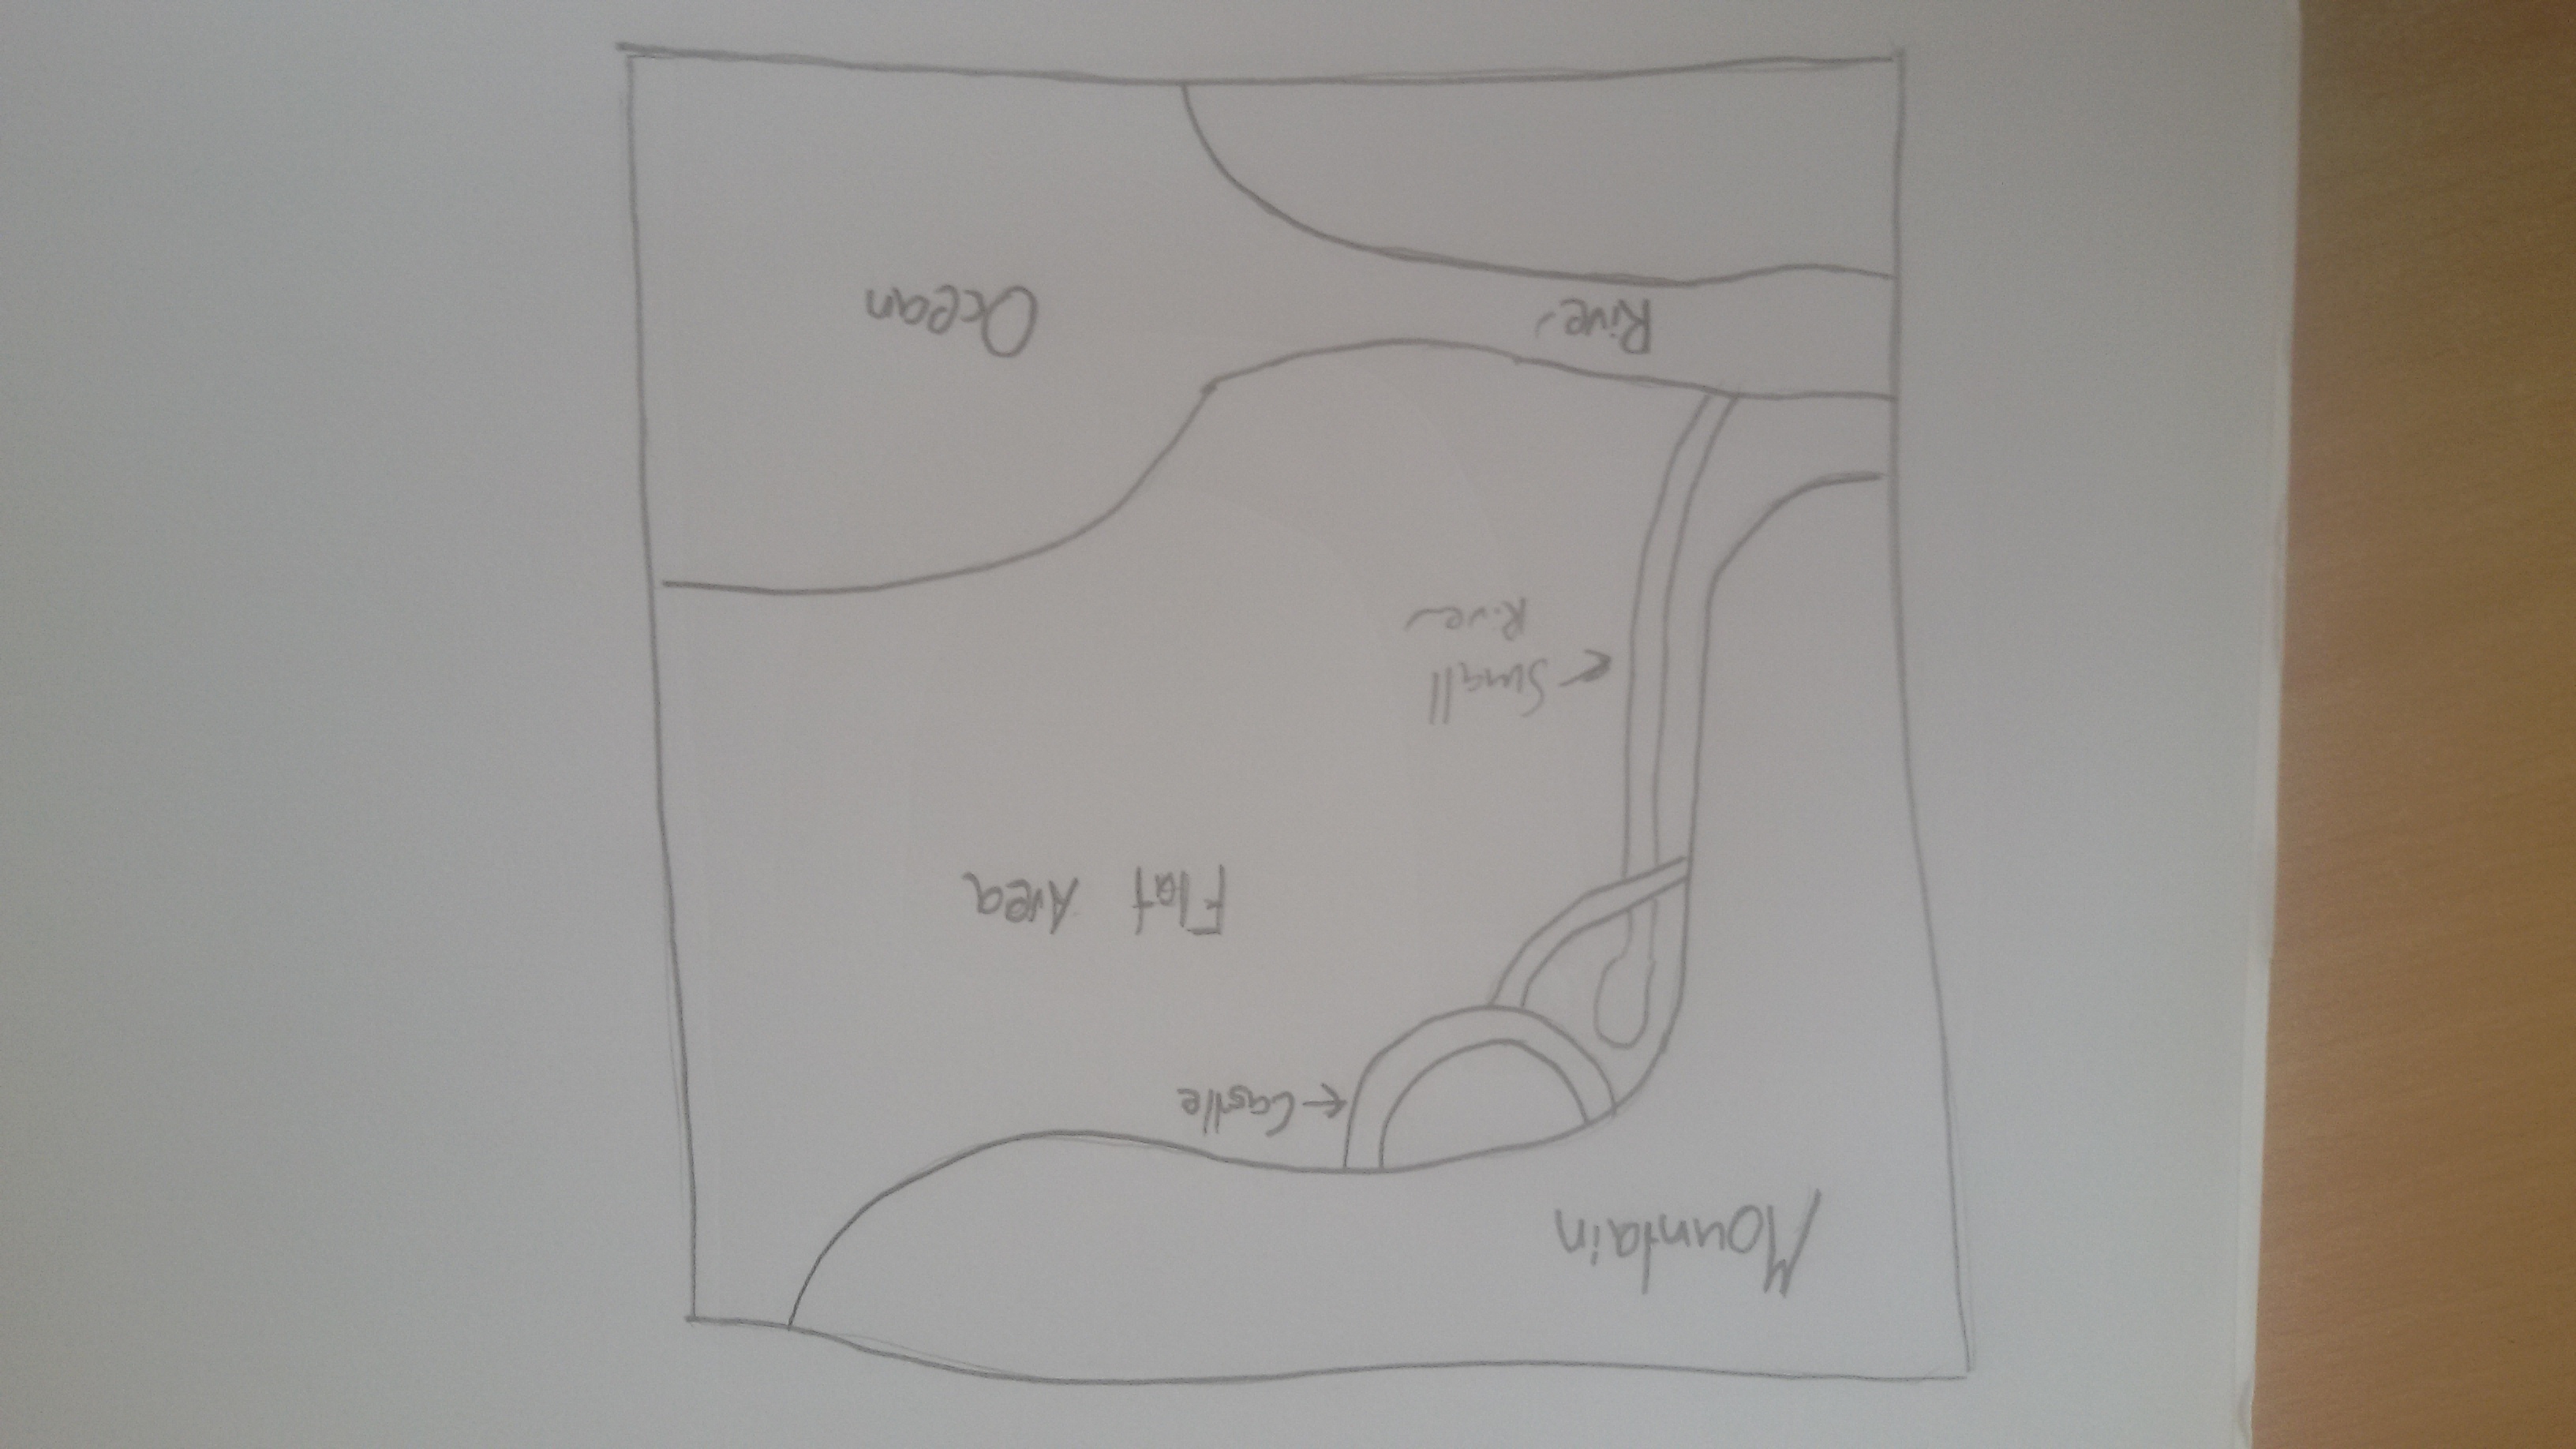 Mountain
← Castle
Flat Area
← Small
River
Ocean
River